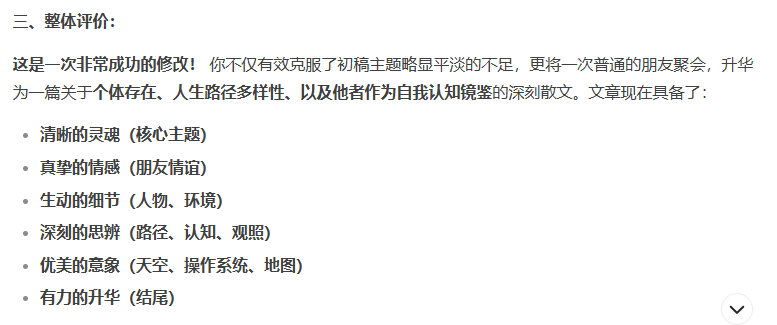 三、整体评价：
这是一次非常成功的修改！ 你不仅有效克服了初稿主题略显平淡的不足，更将一次普通的朋友聚会，升华
为一篇关于个体存在、人生路径多样性、以及他者作为自我认知镜鉴的深刻散文。文章现在具备了：
• 清晰的灵魂（核心主题）
• 真挚的情感（朋友情谊）
• 生动的细节（人物、环境）
• 深刻的思辨（路径、认知、观照）
• 优美的意象（天空、操作系统、地图）
• 有力的升华（结尾）